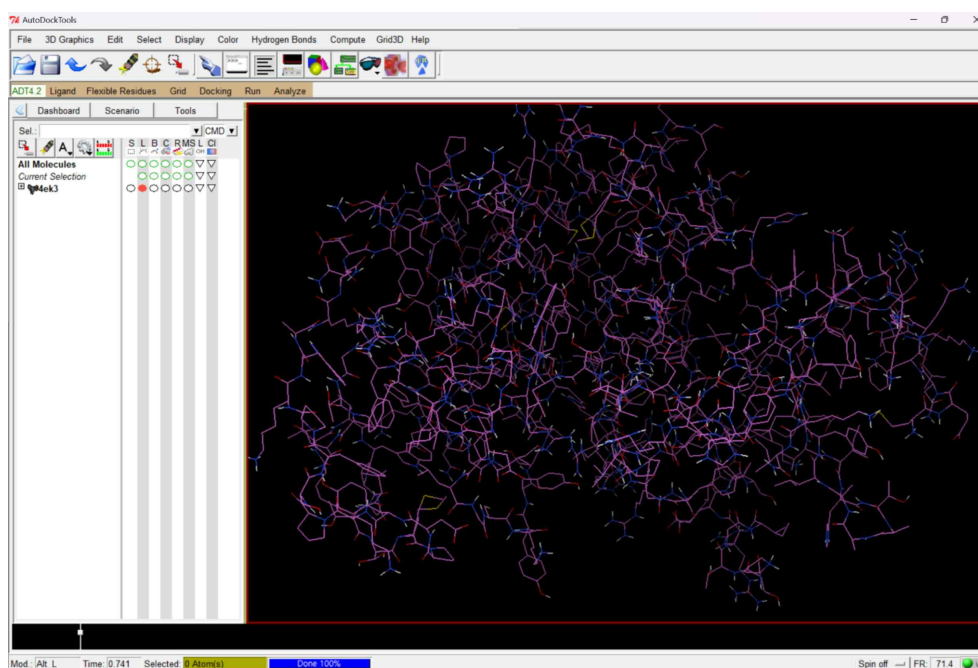 AutoDockTools
File 3D Graphics Edit Select Display Color Hydrogen Bonds Compute Grid3D Help
ADT4.2 Ligand Flexible Residues Grid Docking Run Analyze
Dashboard Scenario Tools
Sel.: CMD
A
S L B C R MS L Cl
All Molecules
Current Selection
4ek3
Mod.: Alt_L Time: 0.741 Selected: 0 Atom(s) Done 100% Spin off FR: 71.4